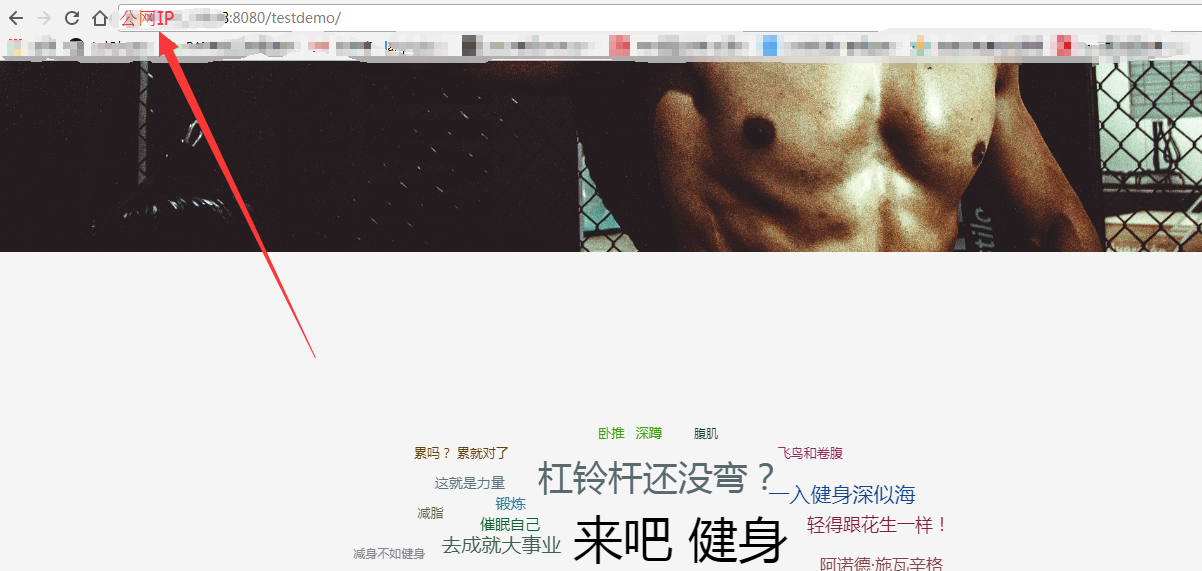 公网IP 8:8080/testdemo/
stilo
卧推 深蹲 腹肌
累吗？累就对了
飞鸟和卷腹
杠铃杆还没弯？
这就是力量
一入健身深似海
锻炼
减脂
催眠自己
轻得跟花生一样！
来吧 健身
去成就大事业
减身不如健身
阿诺德·施瓦辛格